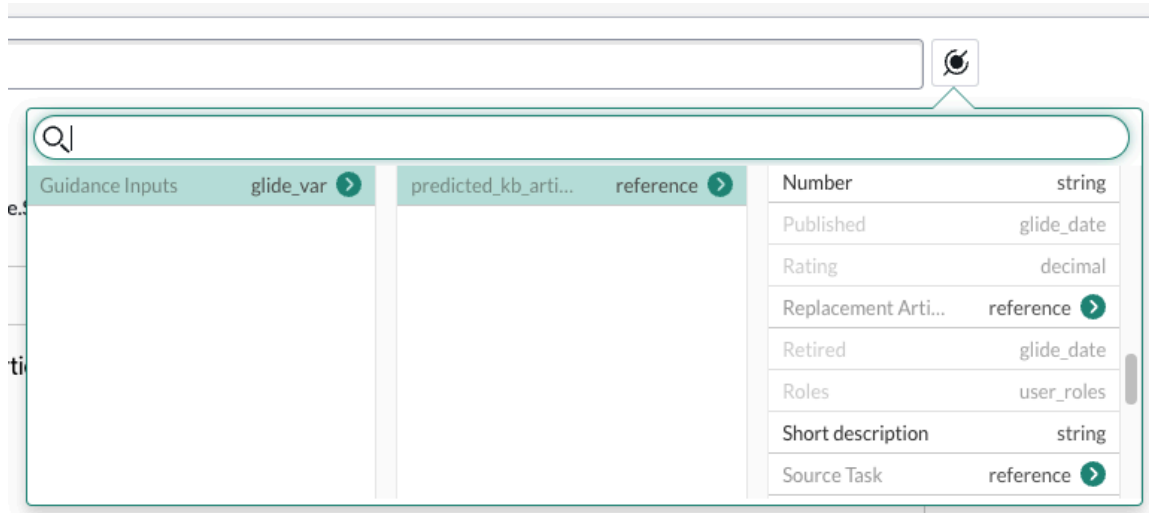 Guidance Inputs glide_var predicted_kb_arti... reference Number string
Published glide_date
Rating decimal
Replacement Arti... reference
Retired glide_date
Roles user_roles
Short description string
Source Task reference